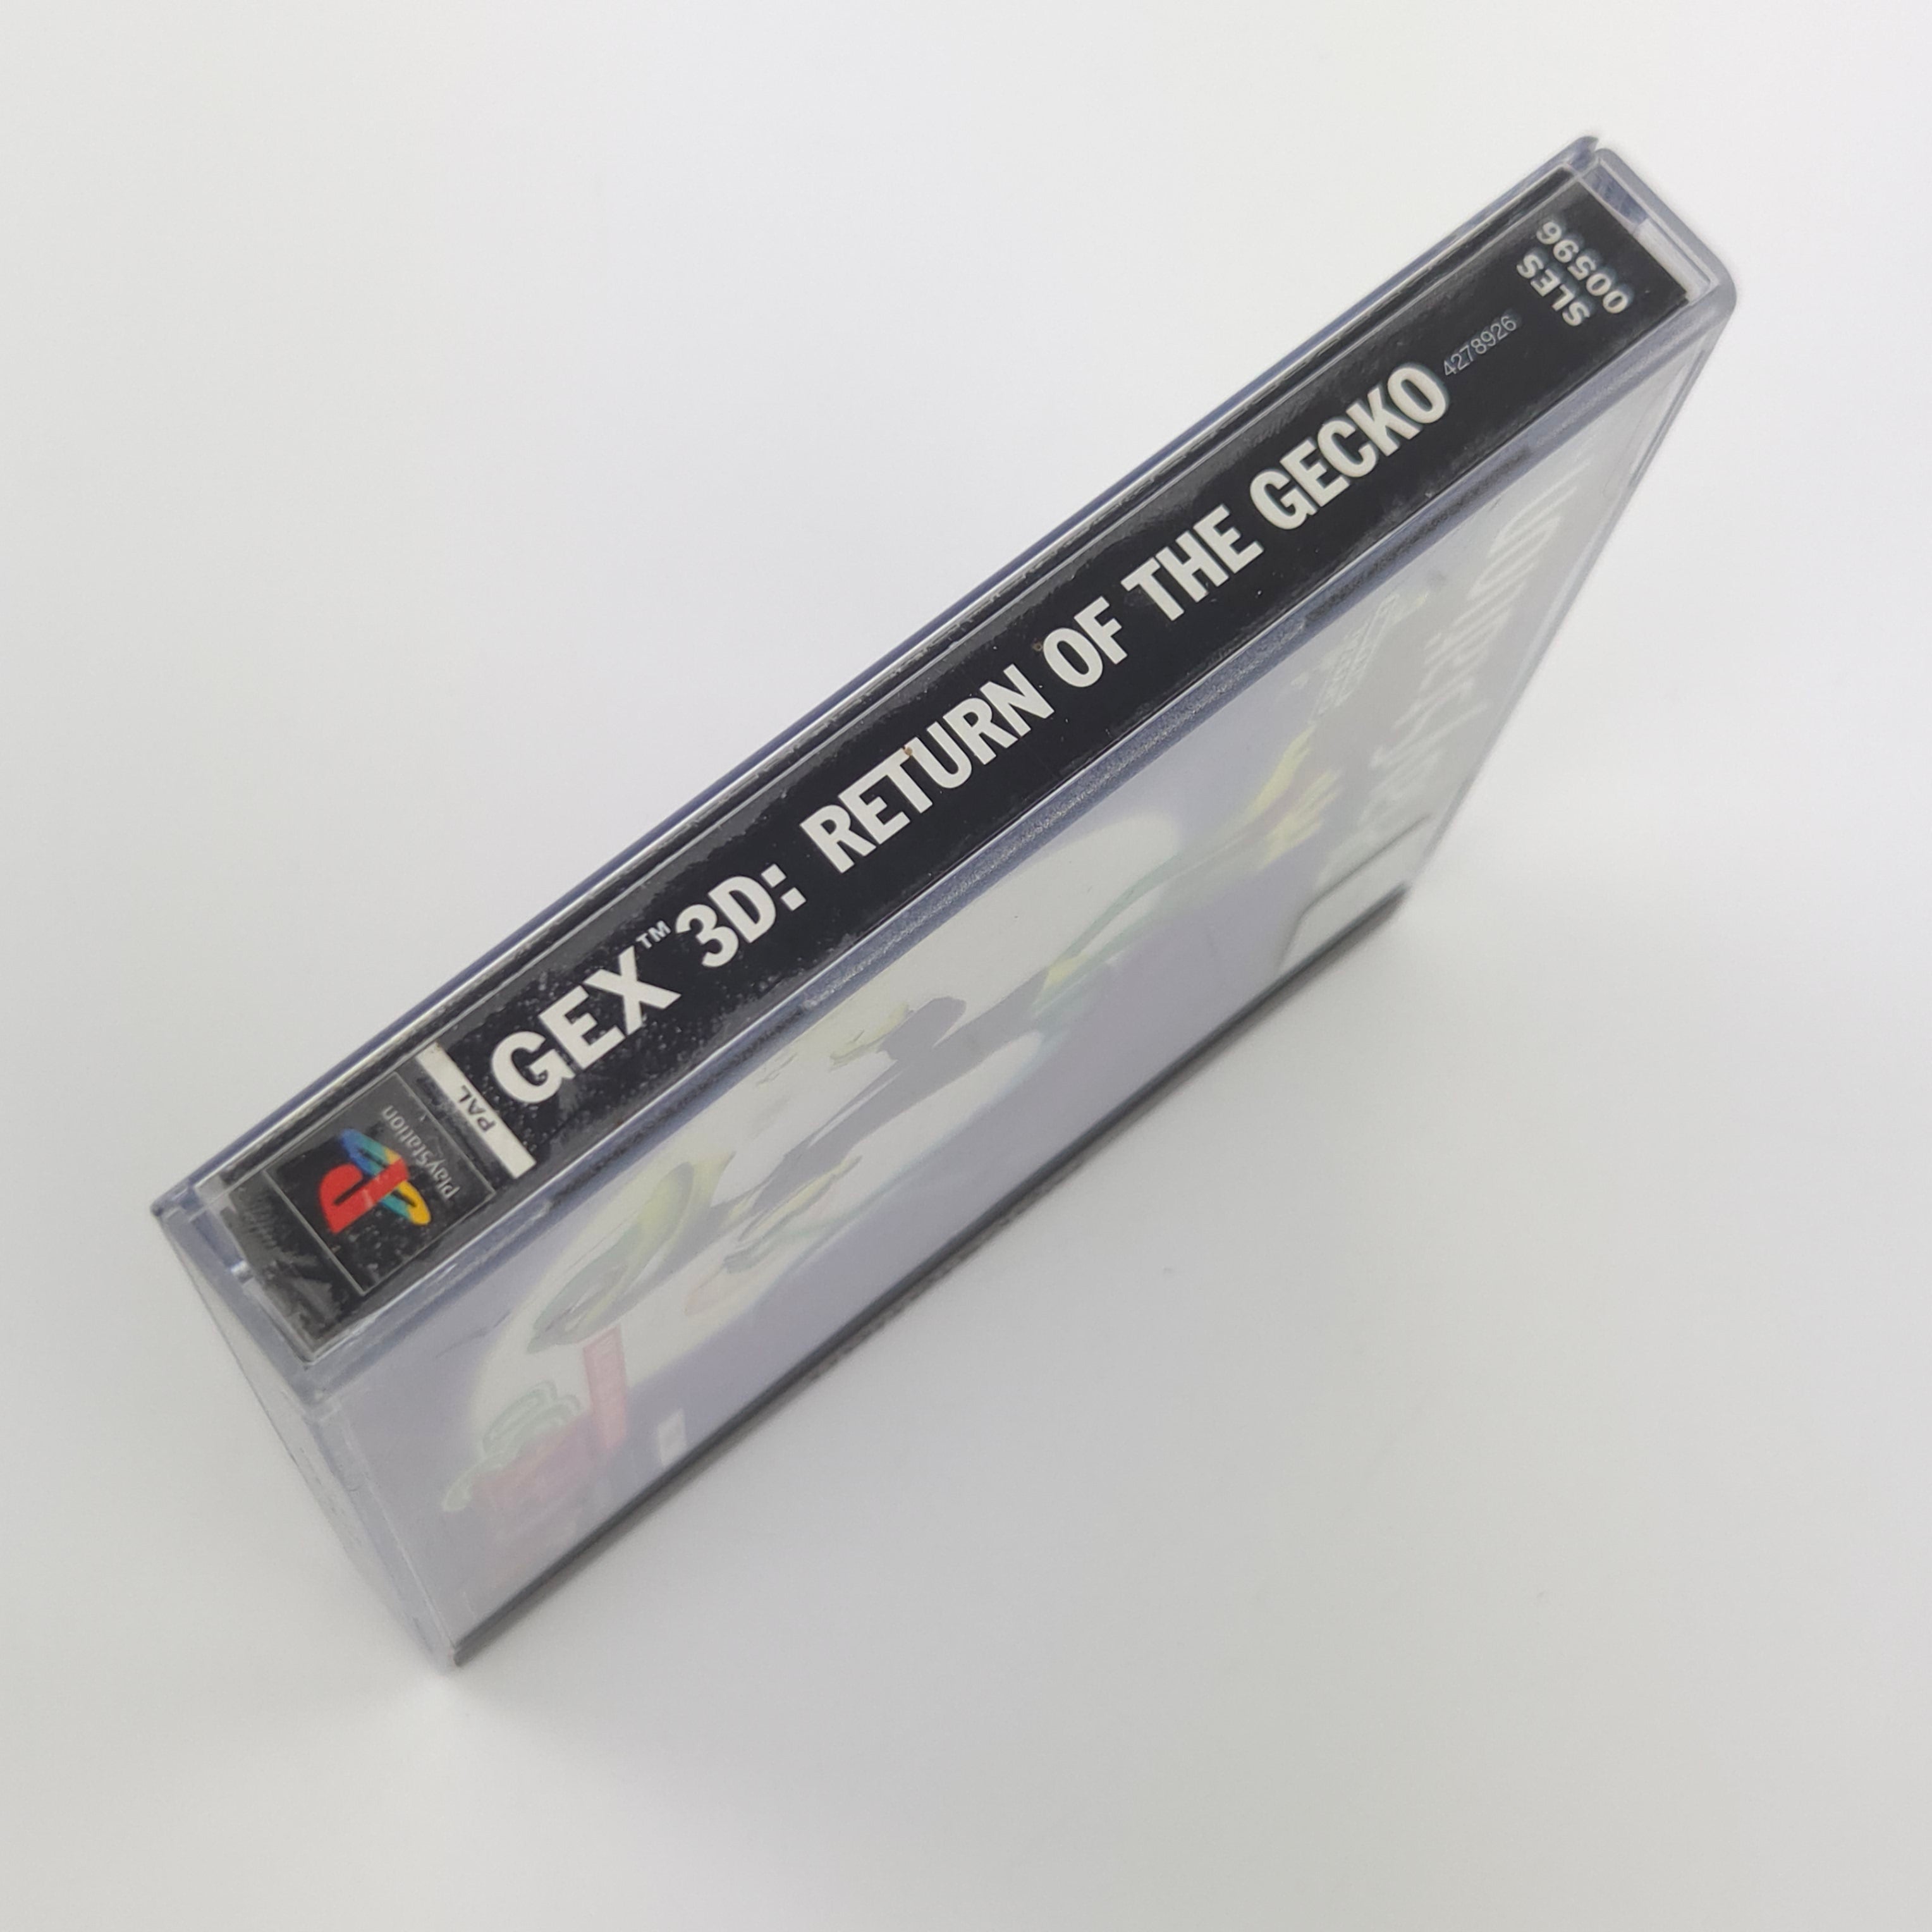 PlayStation
PAL
GEX™ 3D: RETURN OF THE GECKO
4278926
SLES
00596